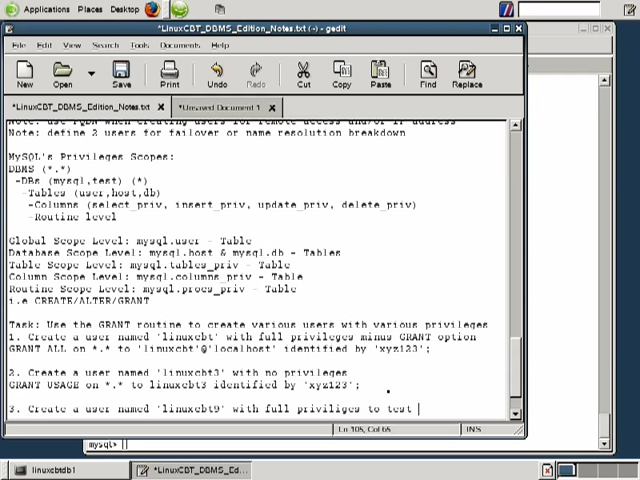 Applications Places Desktop
*LinuxCBT_DBMS_Edition_Notes.txt (~) - gedit
File Edit View Search Tools Documents Help
New Open Save Print Undo Redo Cut Copy Paste Find Replace
*LinuxCBT_DBMS_Edition_Notes.txt *Unsaved Document 1
Note: define 2 users for failover or name resolution breakdown
MySQL's Privileges Scopes:
DBMS (*.*)
-DBs (mysql,test) (*)
-Tables (user,host,db)
-Columns (select_priv, insert_priv, update_priv, delete_priv)
-Routine level
Global Scope Level: mysql.user - Table
Database Scope Level: mysql.host & mysql.db - Tables
Table Scope Level: mysql.tables_priv - Table
Column Scope Level: mysql.columns_priv - Table
Routine Scope Level: mysql.procs_priv - Table
i.e CREATE/ALTER/GRANT
Task: Use the GRANT routine to create various users with various privileges
1. Create a user named 'linuxcbt' with full privileges minus GRANT option
GRANT ALL on *.* to 'linuxcbt'@'localhost' identified by 'xyz123';
2. Create a user named 'linuxcbt3' with no privileges
GRANT USAGE on *.* to linuxcbt3 identified by 'xyz123';
3. Create a user named 'linuxcbt9' with full priviliges to test
Ln 105, Col 65 INS
mysql>
linuxcbtdb1 *LinuxCBT_DBMS_Ed...